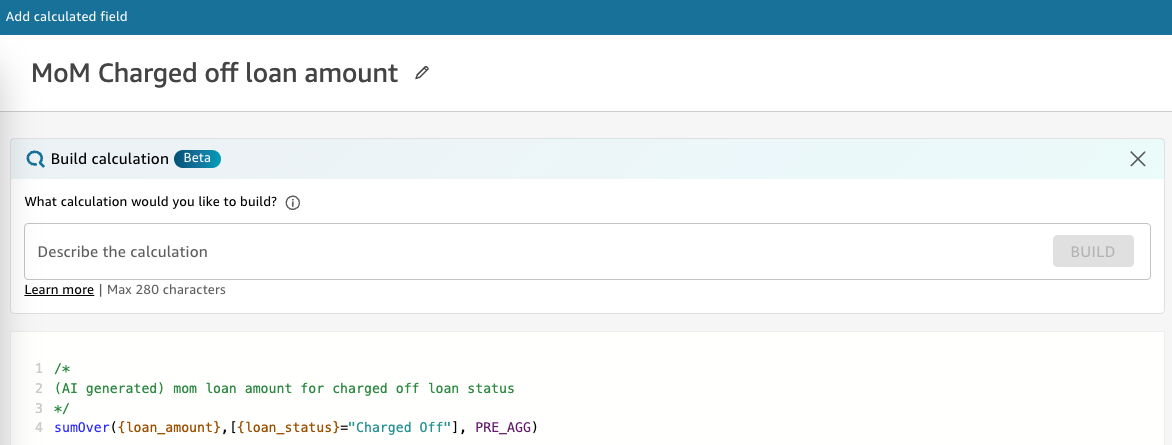 Add calculated field
MoM Charged off loan amount
Build calculation Beta
What calculation would you like to build?
Describe the calculation
BUILD
Learn more | Max 280 characters
1 /*
2 (AI generated) mom loan amount for charged off loan status
3 */
4 sumOver({loan_amount},[{loan_status}="Charged Off"], PRE_AGG)